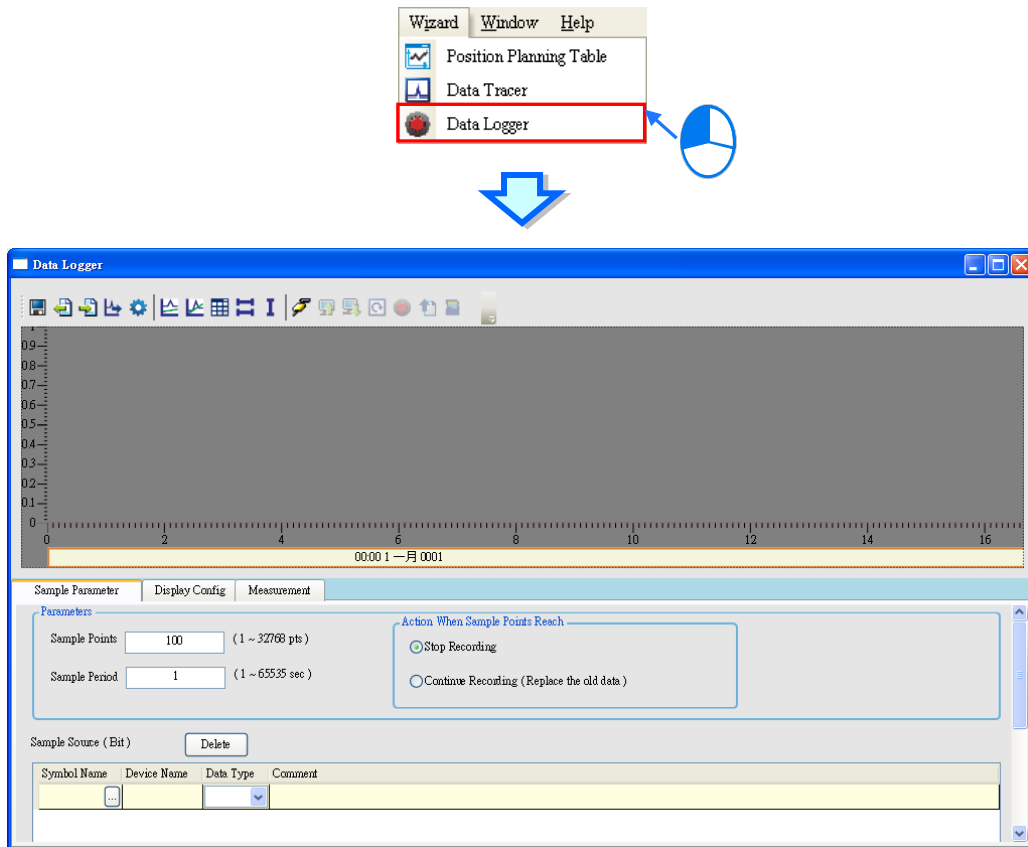 Wizard Window Help
Position Planning Table
Data Tracer
Data Logger
Data Logger
1
0.9
0.8
0.7
0.6
0.5
0.4
0.3
0.2
0.1
0
0 2 4 6 8 10 12 14 16
00:00 1 一月 0001
Sample Parameter Display Config Measurement
Parameters
Sample Points 100 ( 1 ~ 32768 pts )
Sample Period 1 ( 1 ~ 65535 sec )
Action When Sample Points Reach
Stop Recording
Continue Recording ( Replace the old data )
Sample Source ( Bit ) Delete
Symbol Name Device Name Data Type Comment
...